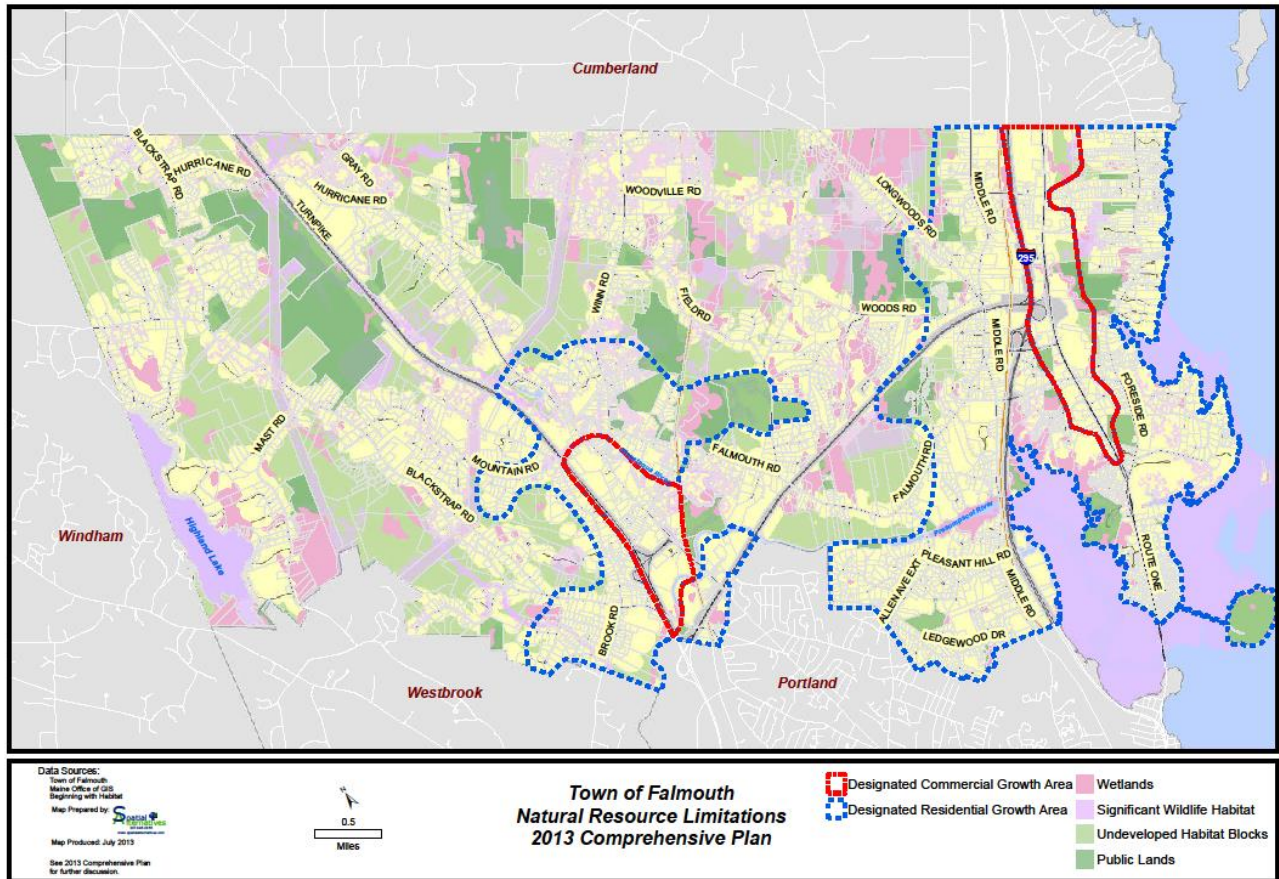 Cumberland
BLACKSTRAP RD
HURRICANE RD
GRAY RD
HURRICANE RD
TURNPIKE
WOODVILLE RD
LONGWOODS RD
MIDDLE RD
295
WINN RD
FIELD RD
WOODS RD
MIDDLE RD
FORESIDE RD
MAST RD
MOUNTAIN RD
BLACKSTRAP RD
FALMOUTH RD
FALMOUTH RD
Windham
Highland Lake
Presumpscot River
PLEASANT HILL RD
ALLEN AVE EXT
MIDDLE RD
ROUTE ONE
BROOK RD
LEDGEWOOD DR
Westbrook
Portland
Data Sources:
Town of Falmouth
Maine Office of GIS
Beginning with Habitat
Map Prepared by:
Spatial
Alternatives
Map Produced: July 2013
See 2013 Comprehensive Plan
for further discussion.
N
0.5
Miles
Town of Falmouth
Natural Resource Limitations
2013 Comprehensive Plan
Designated Commercial Growth Area
Designated Residential Growth Area
Wetlands
Significant Wildlife Habitat
Undeveloped Habitat Blocks
Public Lands